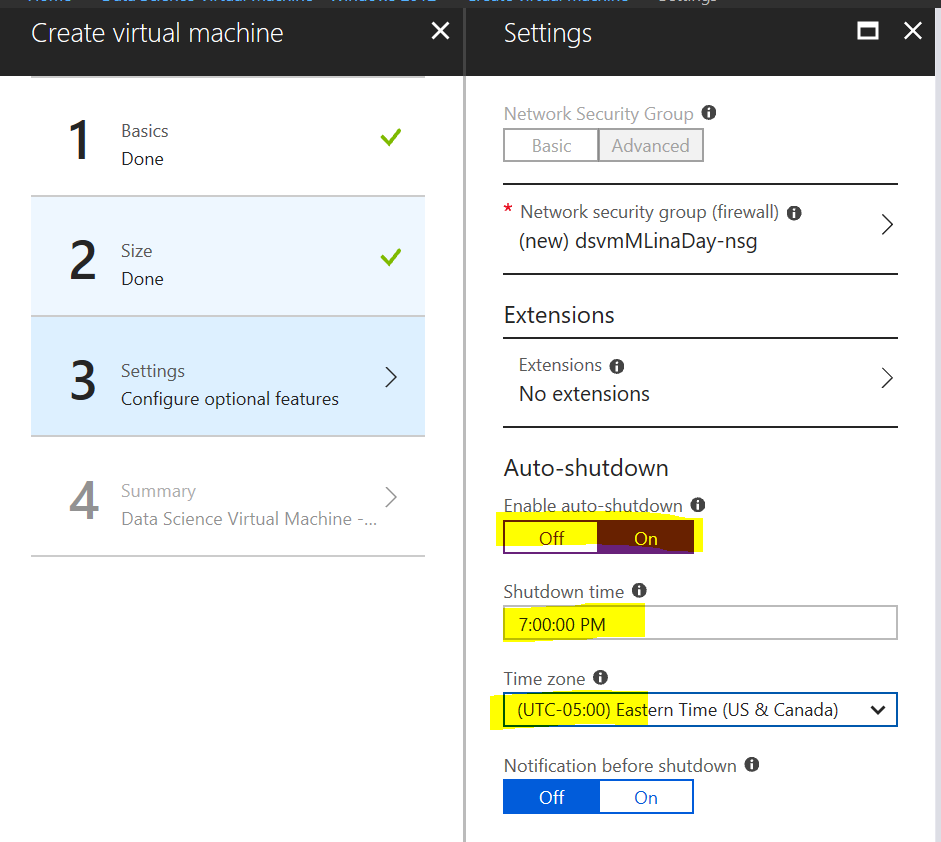 Create virtual machine
1
Basics
Done
2
Size
Done
3
Settings
Configure optional features
4
Summary
Data Science Virtual Machine -...
Settings
Network Security Group
Basic
Advanced
* Network security group (firewall)
(new) dsvmMLinaDay-nsg
Extensions
Extensions
No extensions
Auto-shutdown
Enable auto-shutdown
Off
On
Shutdown time
7:00:00 PM
Time zone
(UTC-05:00) Eastern Time (US & Canada)
Notification before shutdown
Off
On